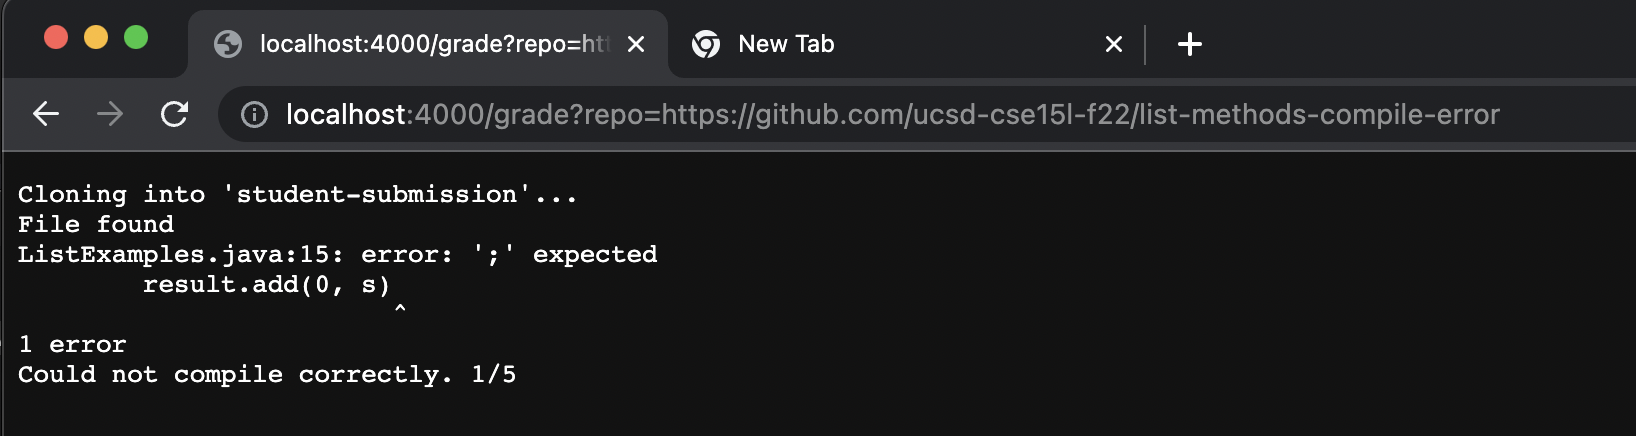 localhost:4000/grade?repo=htt
New Tab
localhost:4000/grade?repo=https://github.com/ucsd-cse15l-f22/list-methods-compile-error
Cloning into 'student-submission'...
File found
ListExamples.java:15: error: ';' expected
        result.add(0, s)
                        ^
1 error
Could not compile correctly. 1/5